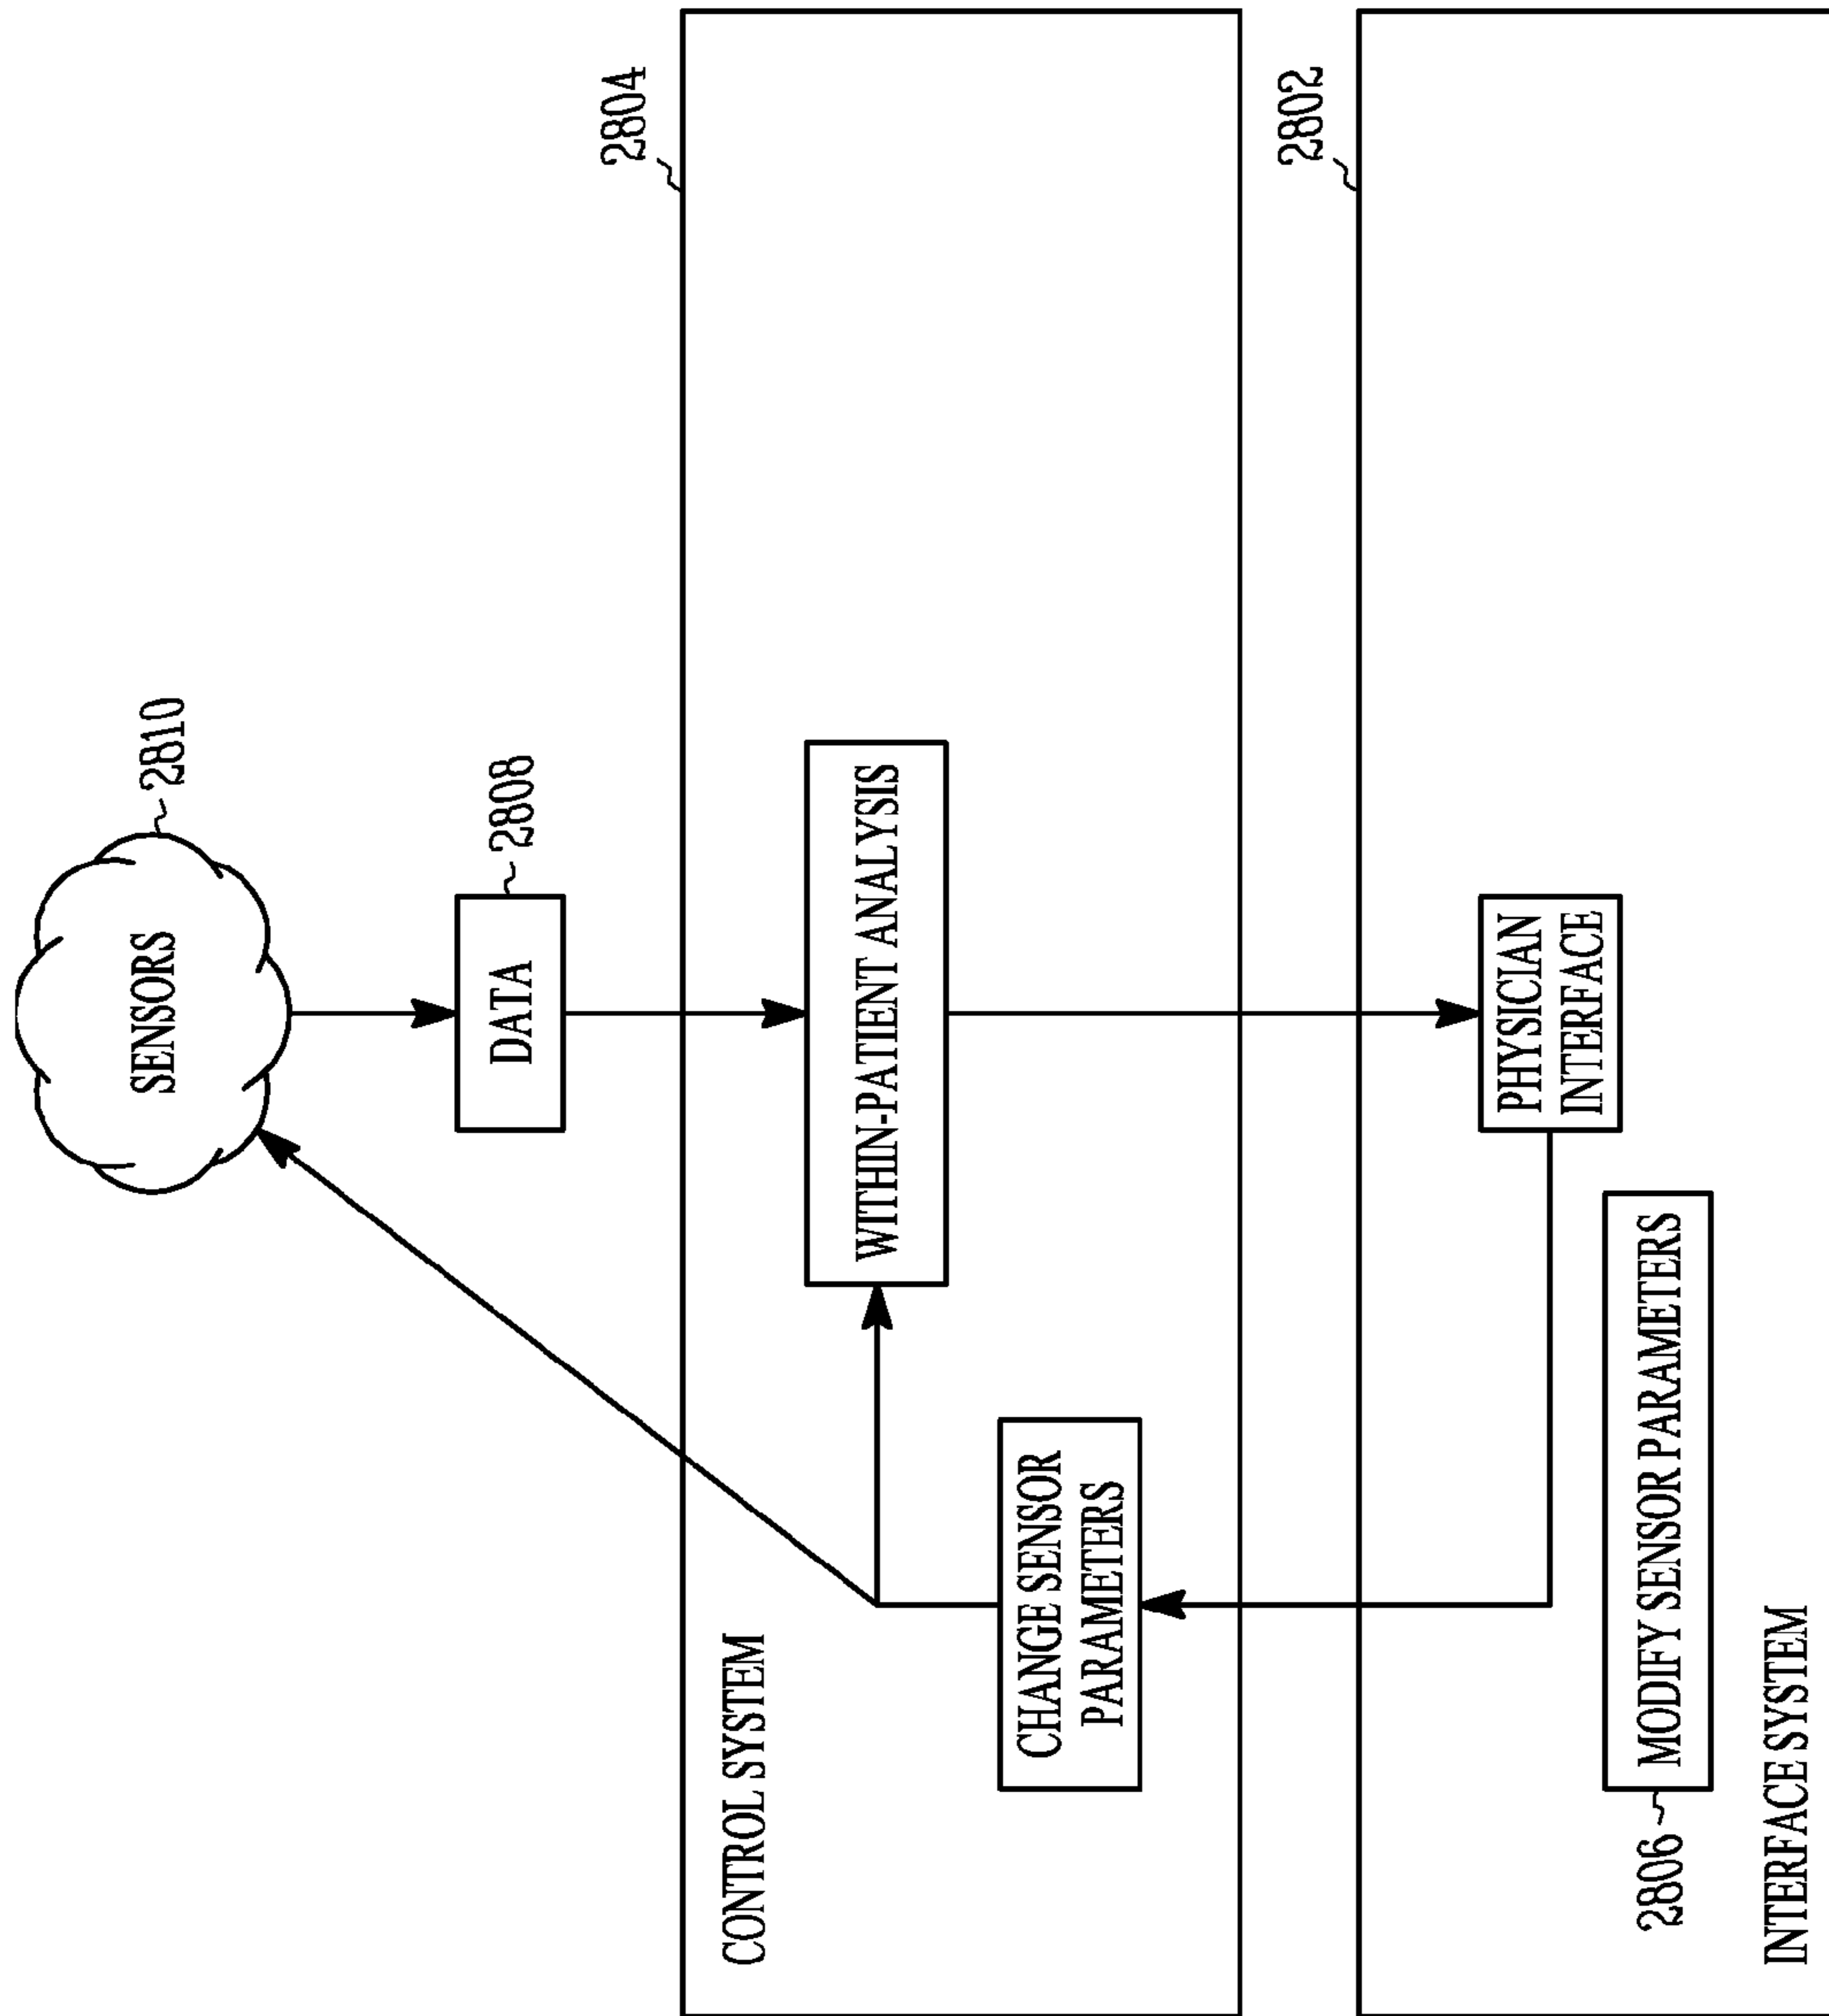 SENSORS
2810
DATA
2808
2804
CONTROL SYSTEM
WITHIN-PATIENT ANALYSIS
CHANGE SENSOR
PARAMETERS
2802
PHYSICIAN
INTERFACE
MODIFY SENSOR PARAMETERS
2806
INTERFACE SYSTEM